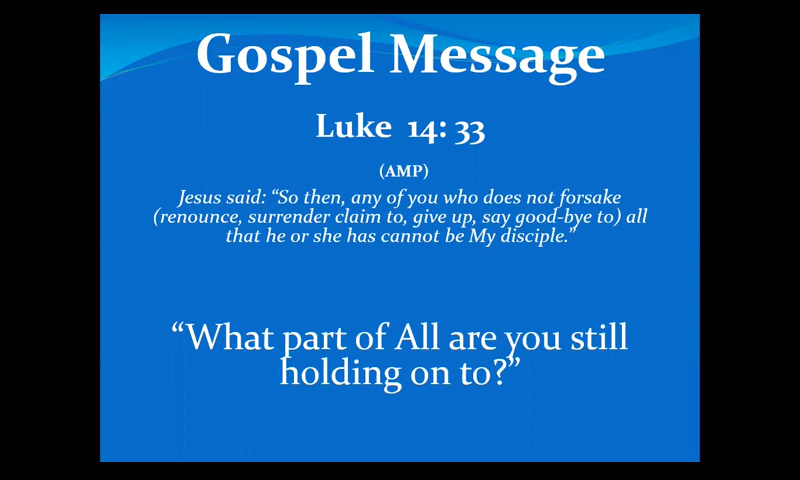 Gospel Message
Luke 14: 33
(AMP)
Jesus said: “So then, any of you who does not forsake
(renounce, surrender claim to, give up, say good-bye to) all
that he or she has cannot be My disciple.”
“What part of All are you still
holding on to?”